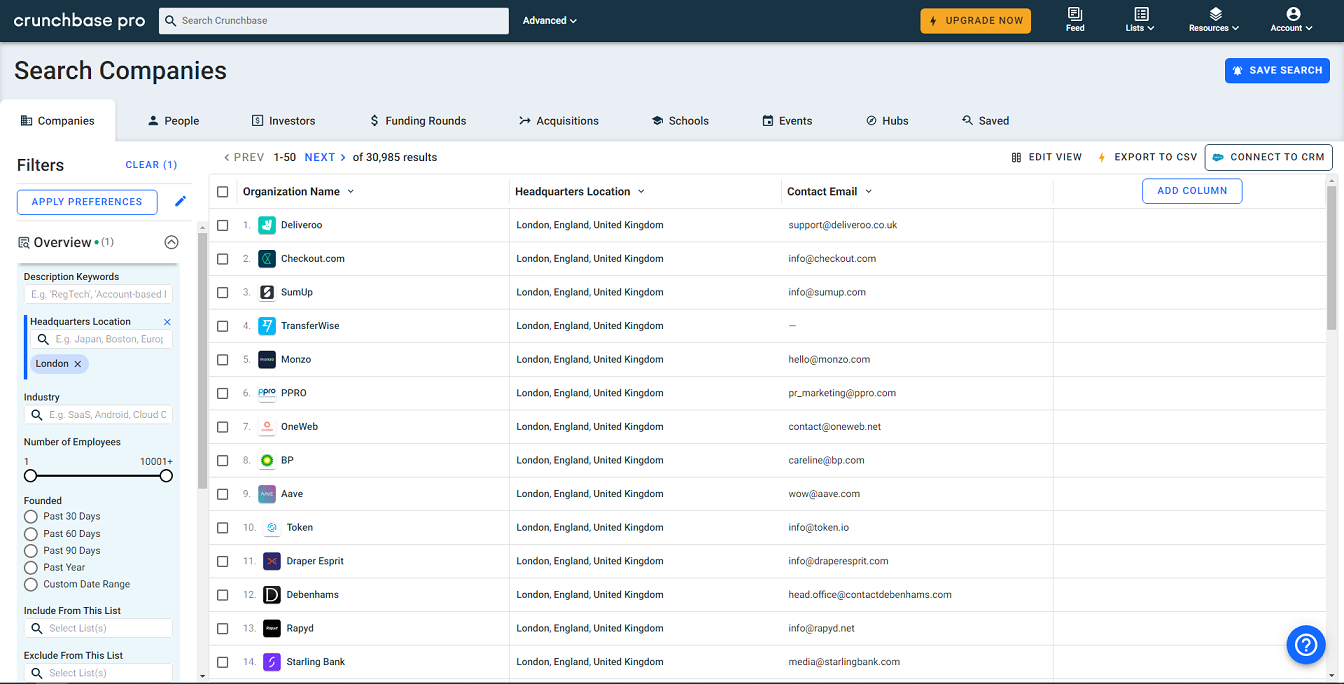 crunchbase pro Search Crunchbase Advanced UPGRADE NOW Feed Lists Resources Account
Search Companies SAVE SEARCH
Companies People Investors Funding Rounds Acquisitions Schools Events Hubs Saved
Filters CLEAR (1)
PREV 1-50 NEXT of 30,985 results EDIT VIEW EXPORT TO CSV CONNECT TO CRM
APPLY PREFERENCES
Overview (1)
Description Keywords
E.g. 'RegTech', 'Account-based
Headquarters Location
E.g. Japan, Boston, Europ
London
Industry
E.g. SaaS, Android, Cloud C
Number of Employees
1 10001+
Founded
Past 30 Days
Past 60 Days
Past 90 Days
Past Year
Custom Date Range
Include From This List
Select List(s)
Exclude From This List
Select List(s)
Organization Name Headquarters Location Contact Email ADD COLUMN
1. Deliveroo London, England, United Kingdom support@deliveroo.co.uk
2. Checkout.com London, England, United Kingdom info@checkout.com
3. SumUp London, England, United Kingdom info@sumup.com
4. TransferWise London, England, United Kingdom —
5. monzo Monzo London, England, United Kingdom hello@monzo.com
6. ppro PPRO London, England, United Kingdom pr_marketing@ppro.com
7. OneWeb London, England, United Kingdom contact@oneweb.net
8. BP London, England, United Kingdom careline@bp.com
9. AAVE Aave London, England, United Kingdom wow@aave.com
10. Token London, England, United Kingdom info@token.io
11. Draper Esprit London, England, United Kingdom info@draperesprit.com
12. D Debenhams London, England, United Kingdom head.office@contactdebenhams.com
13. Rapyd Rapyd London, England, United Kingdom info@rapyd.net
14. Starling Bank London, England, United Kingdom media@starlingbank.com